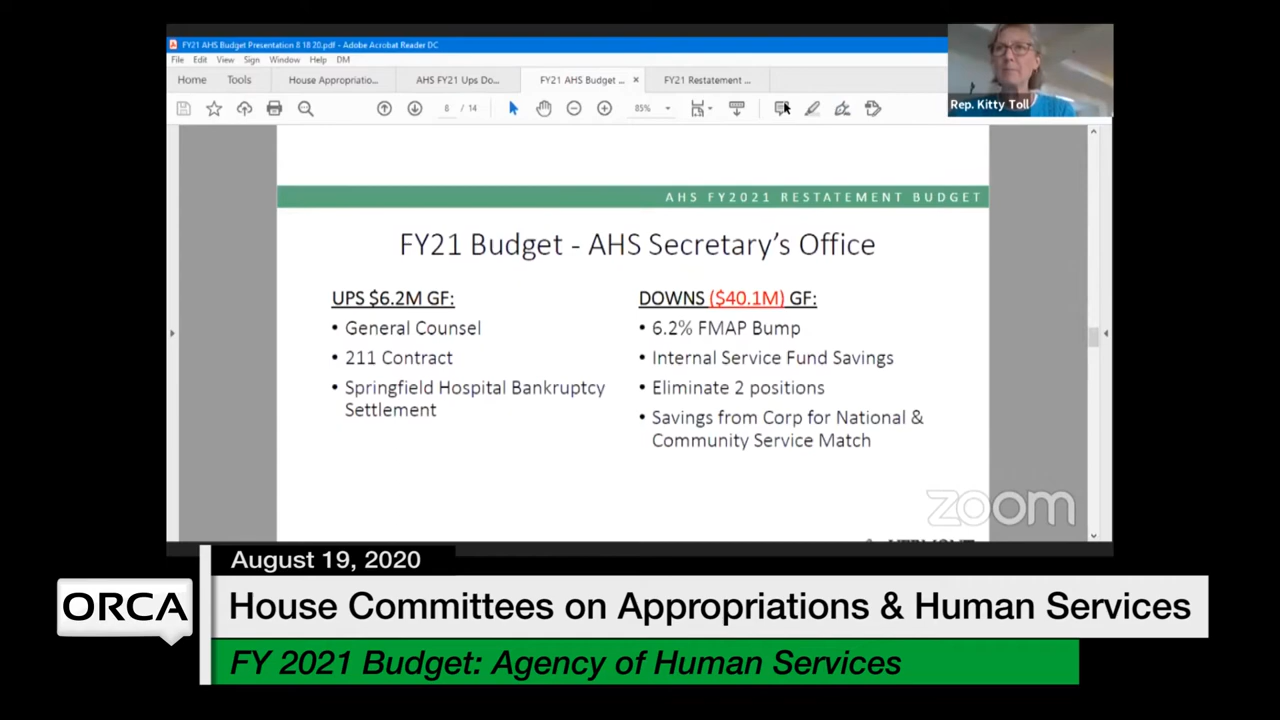 FY21 AHS Budget Presentation 8 18 20.pdf - Adobe Acrobat Reader DC
File Edit View Sign Window Help DM
Home Tools House Appropriatio... AHS FY21 Ups Do... FY21 AHS Budget ... × FY21 Restatement ...
6 / 14 85%
Rep. Kitty Toll
AHS FY2021 RESTATEMENT BUDGET
FY21 Budget - AHS Secretary's Office
UPS $6.2M GF:
• General Counsel
• 211 Contract
• Springfield Hospital Bankruptcy
Settlement
DOWNS ($40.1M) GF:
• 6.2% FMAP Bump
• Internal Service Fund Savings
• Eliminate 2 positions
• Savings from Corp for National &
Community Service Match
zoom
August 19, 2020
ORCA
House Committees on Appropriations & Human Services
FY 2021 Budget: Agency of Human Services